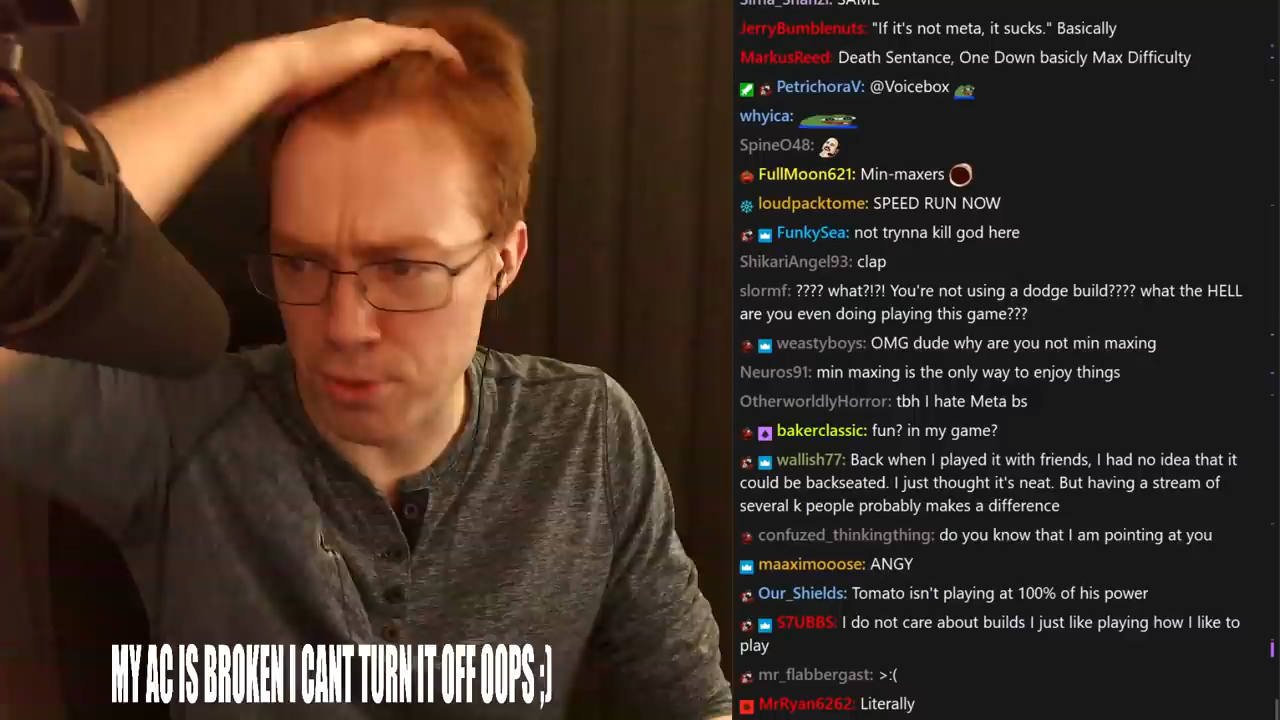 Sima_Shanzi: SAME
JerryBumblenuts: "If it's not meta, it sucks." Basically
MarkusReed: Death Sentance, One Down basicly Max Difficulty
PetrichoraV: @Voicebox
whyica:
SpineO48:
FullMoon621: Min-maxers
loudpacktome: SPEED RUN NOW
FunkySea: not trynna kill god here
ShikariAngel93: clap
slormf: ???? what?!?! You're not using a dodge build???? what the HELL
are you even doing playing this game???
weastyboys: OMG dude why are you not min maxing
Neuros91: min maxing is the only way to enjoy things
OtherworldlyHorror: tbh I hate Meta bs
bakerclassic: fun? in my game?
wallish77: Back when I played it with friends, I had no idea that it
could be backseated. I just thought it's neat. But having a stream of
several k people probably makes a difference
confuzed_thinkingthing: do you know that I am pointing at you
maaximooose: ANGY
Our_Shields: Tomato isn't playing at 100% of his power
S7UBBS: I do not care about builds I just like playing how I like to
play
mr_flabbergast: >:(
MrRyan6262: Literally
MY AC IS BROKEN I CANT TURN IT OFF OOPS ;)